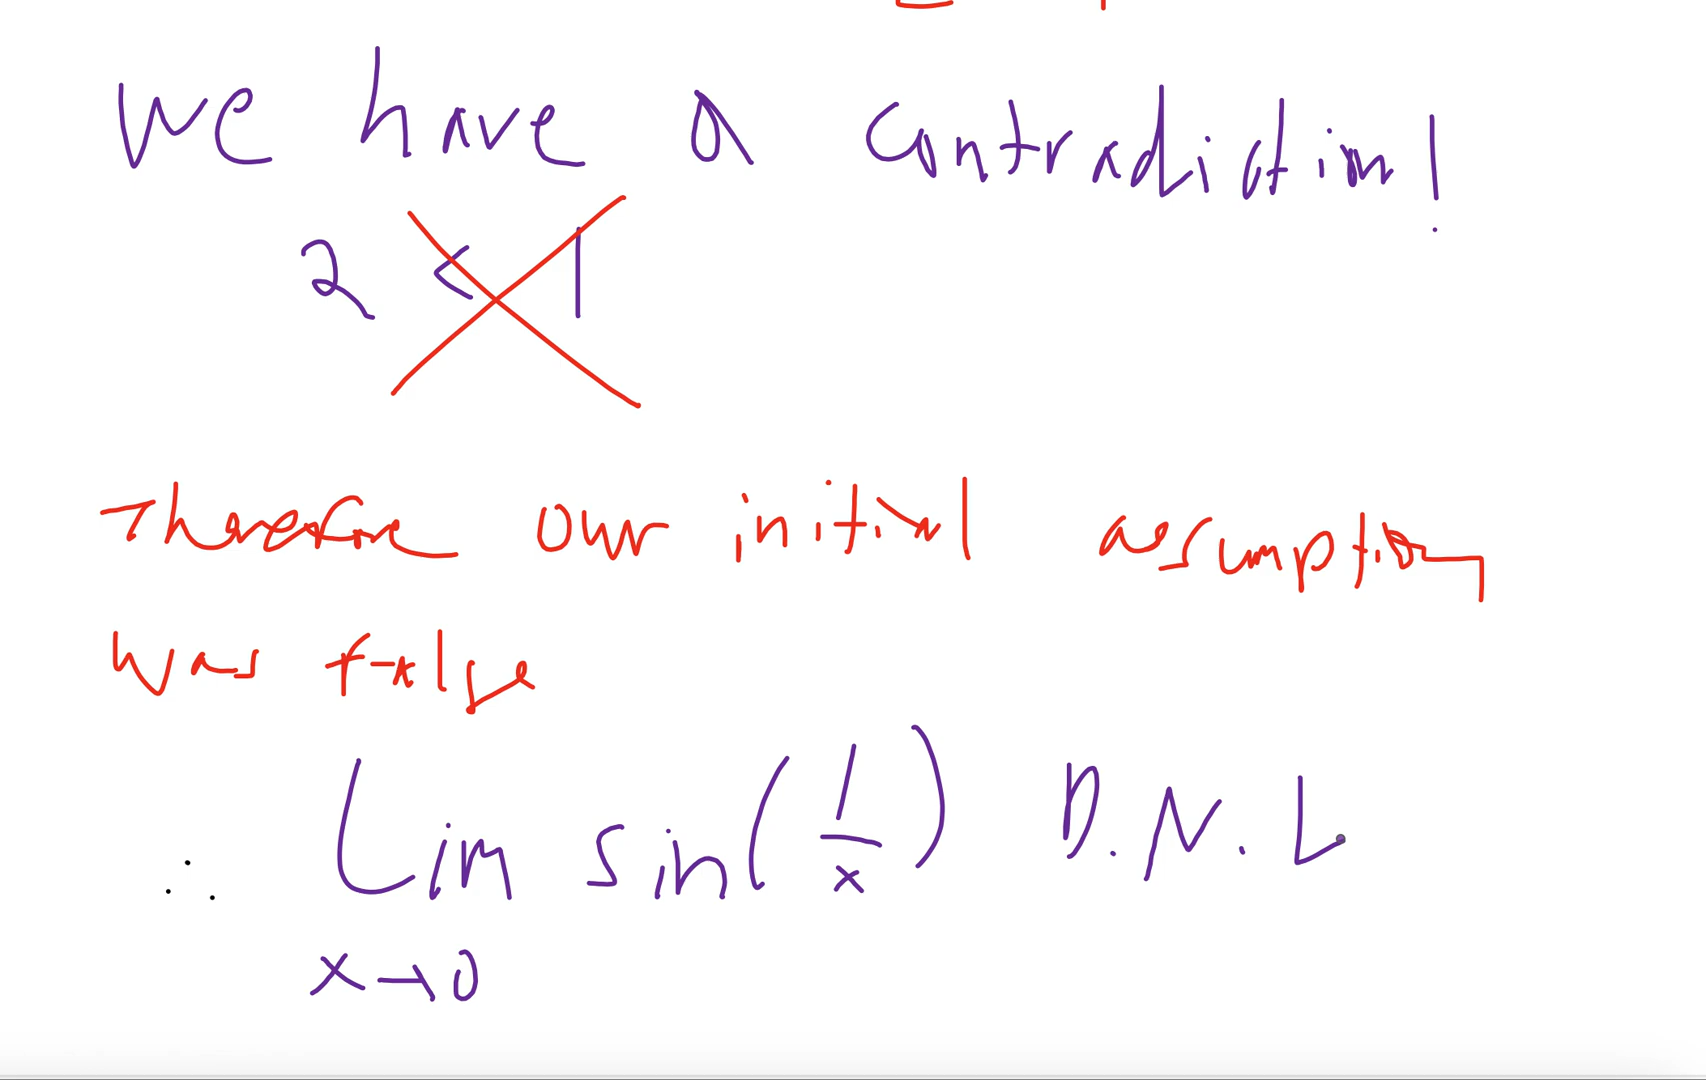 We have a contradiction!
2 < 1
Therefore our initial assumption
was false
∴ Lim sin(1/x) D.N.L
x→0